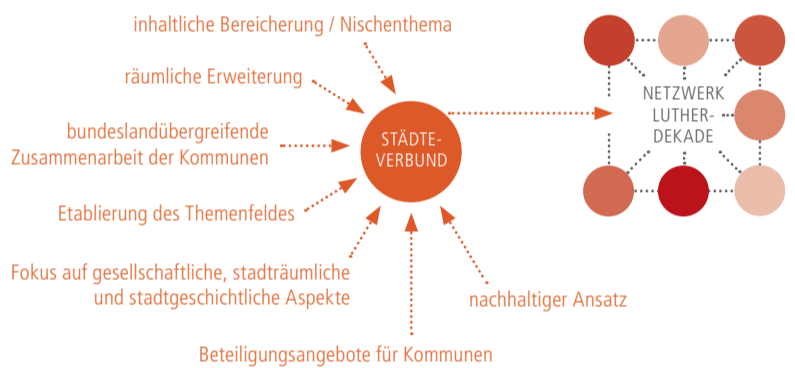 inhaltliche Bereicherung / Nischenthema
räumliche Erweiterung
bundeslandübergreifende
Zusammenarbeit der Kommunen
Etablierung des Themenfeldes
Fokus auf gesellschaftliche, stadträumliche
und stadtgeschichtliche Aspekte
Beteiligungsangebote für Kommunen
nachhaltiger Ansatz
STÄDTE-
VERBUND
NETZWERK
LUTHER-
DEKADE